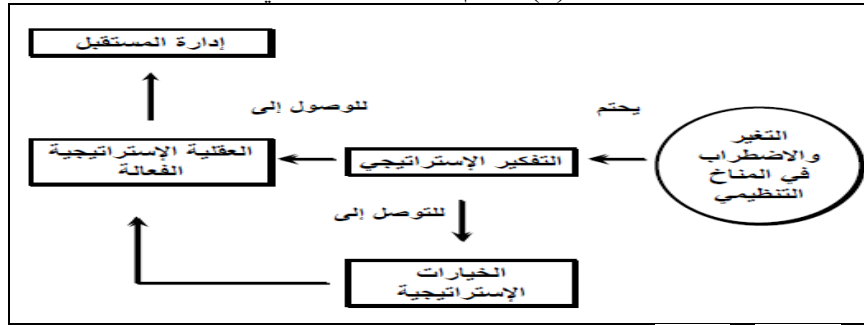 إدارة المستقبل
للوصول إلى
يحتم
التغير
والاضطراب
في المناخ
التنظيمي
التفكير الإستراتيجي
العقلية الإستراتيجية
الفعالة
للتوصل إلى
الخيارات
الإستراتيجية